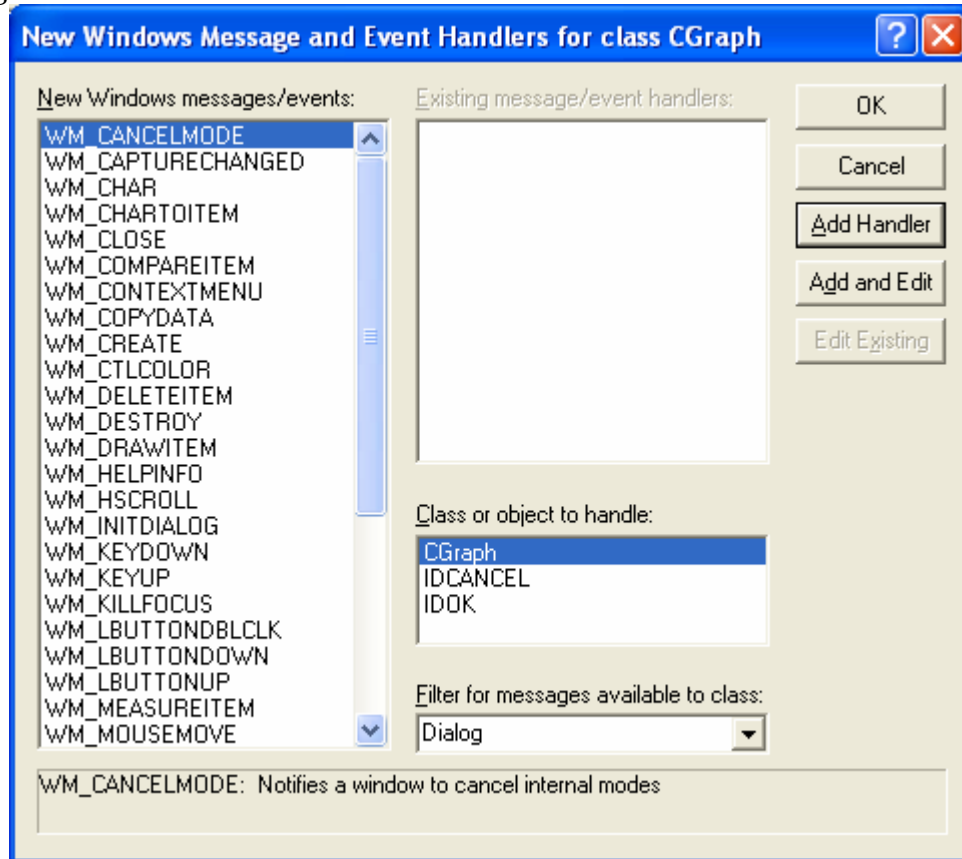 New Windows Message and Event Handlers for class CGraph
New Windows messages/events:
WM_CANCELMODE
WM_CAPTURECHANGED
WM_CHAR
WM_CHARTOITEM
WM_CLOSE
WM_COMPAREITEM
WM_CONTEXTMENU
WM_COPYDATA
WM_CREATE
WM_CTLCOLOR
WM_DELETEITEM
WM_DESTROY
WM_DRAWITEM
WM_HELPINFO
WM_HSCROLL
WM_INITDIALOG
WM_KEYDOWN
WM_KEYUP
WM_KILLFOCUS
WM_LBUTTONDBLCLK
WM_LBUTTONDOWN
WM_LBUTTONUP
WM_MEASUREITEM
WM_MOUSEMOVE
Existing message/event handlers:
Class or object to handle:
CGraph
IDCANCEL
IDOK
Filter for messages available to class:
Dialog
OK
Cancel
Add Handler
Add and Edit
Edit Existing
WM_CANCELMODE: Notifies a window to cancel internal modes